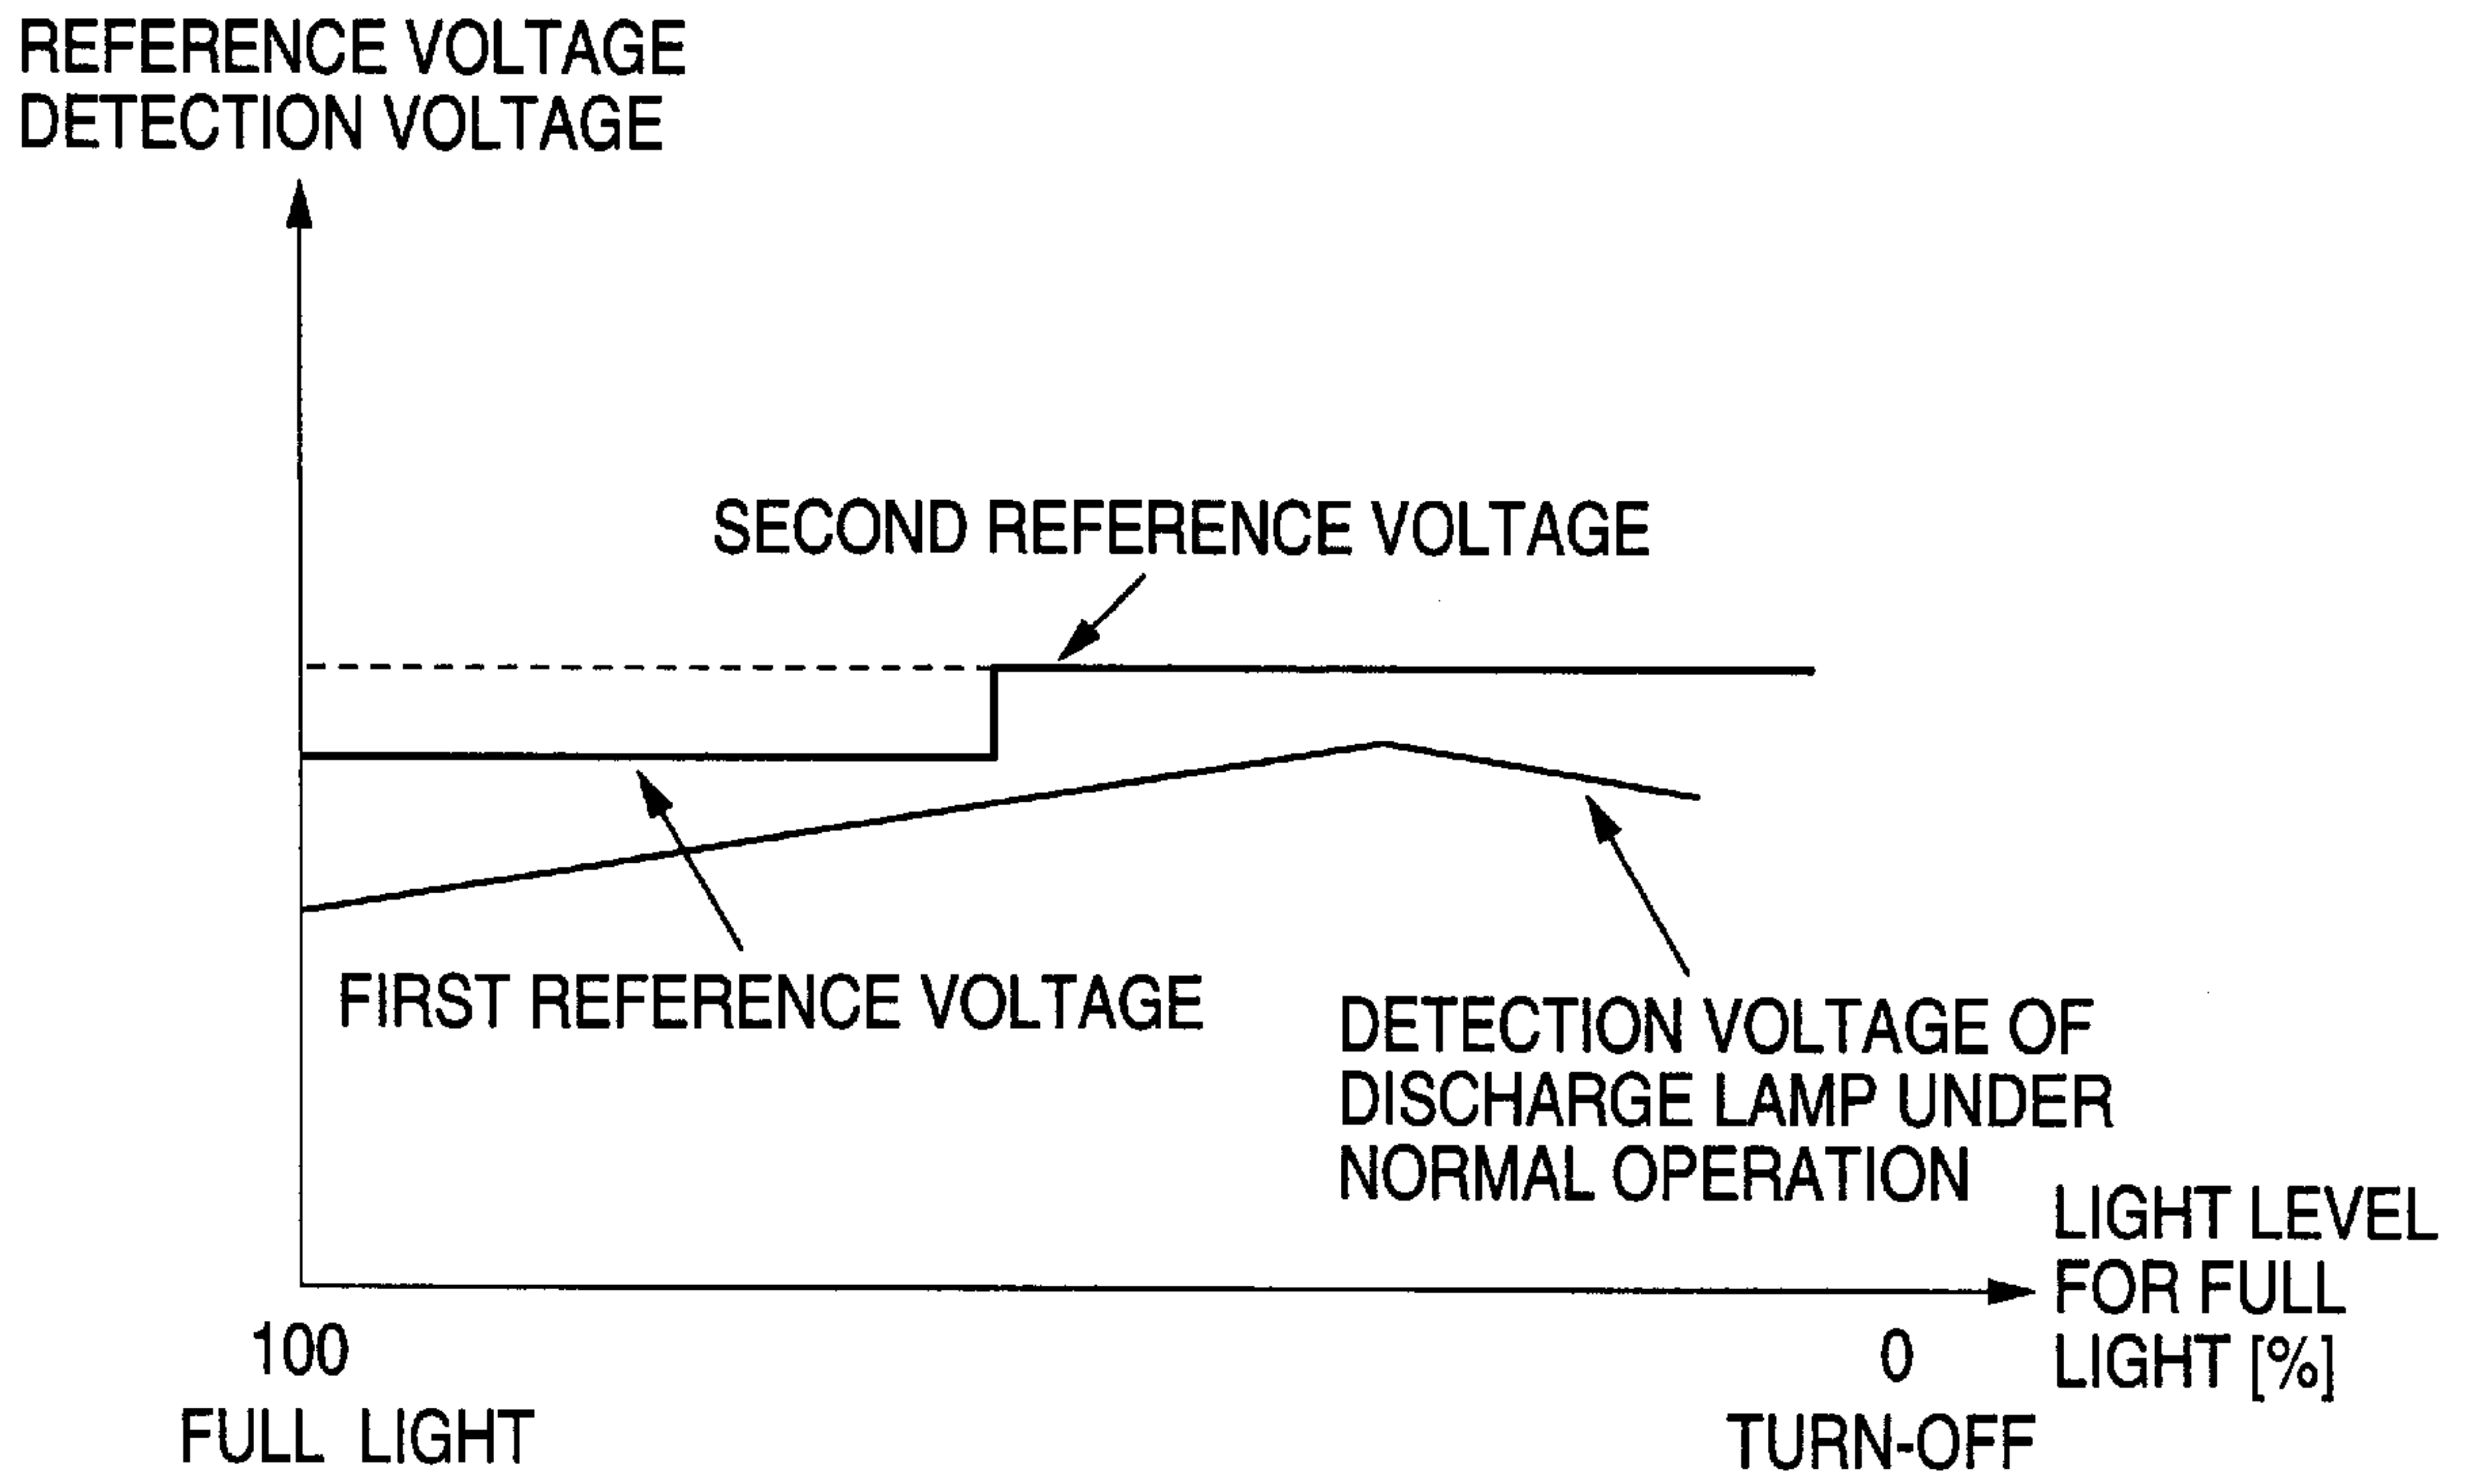 REFERENCE VOLTAGE
DETECTION VOLTAGE
SECOND REFERENCE VOLTAGE
FIRST REFERENCE VOLTAGE
DETECTION VOLTAGE OF
DISCHARGE LAMP UNDER
NORMAL OPERATION
LIGHT LEVEL
FOR FULL
LIGHT [%]
100
FULL LIGHT
0
TURN-OFF